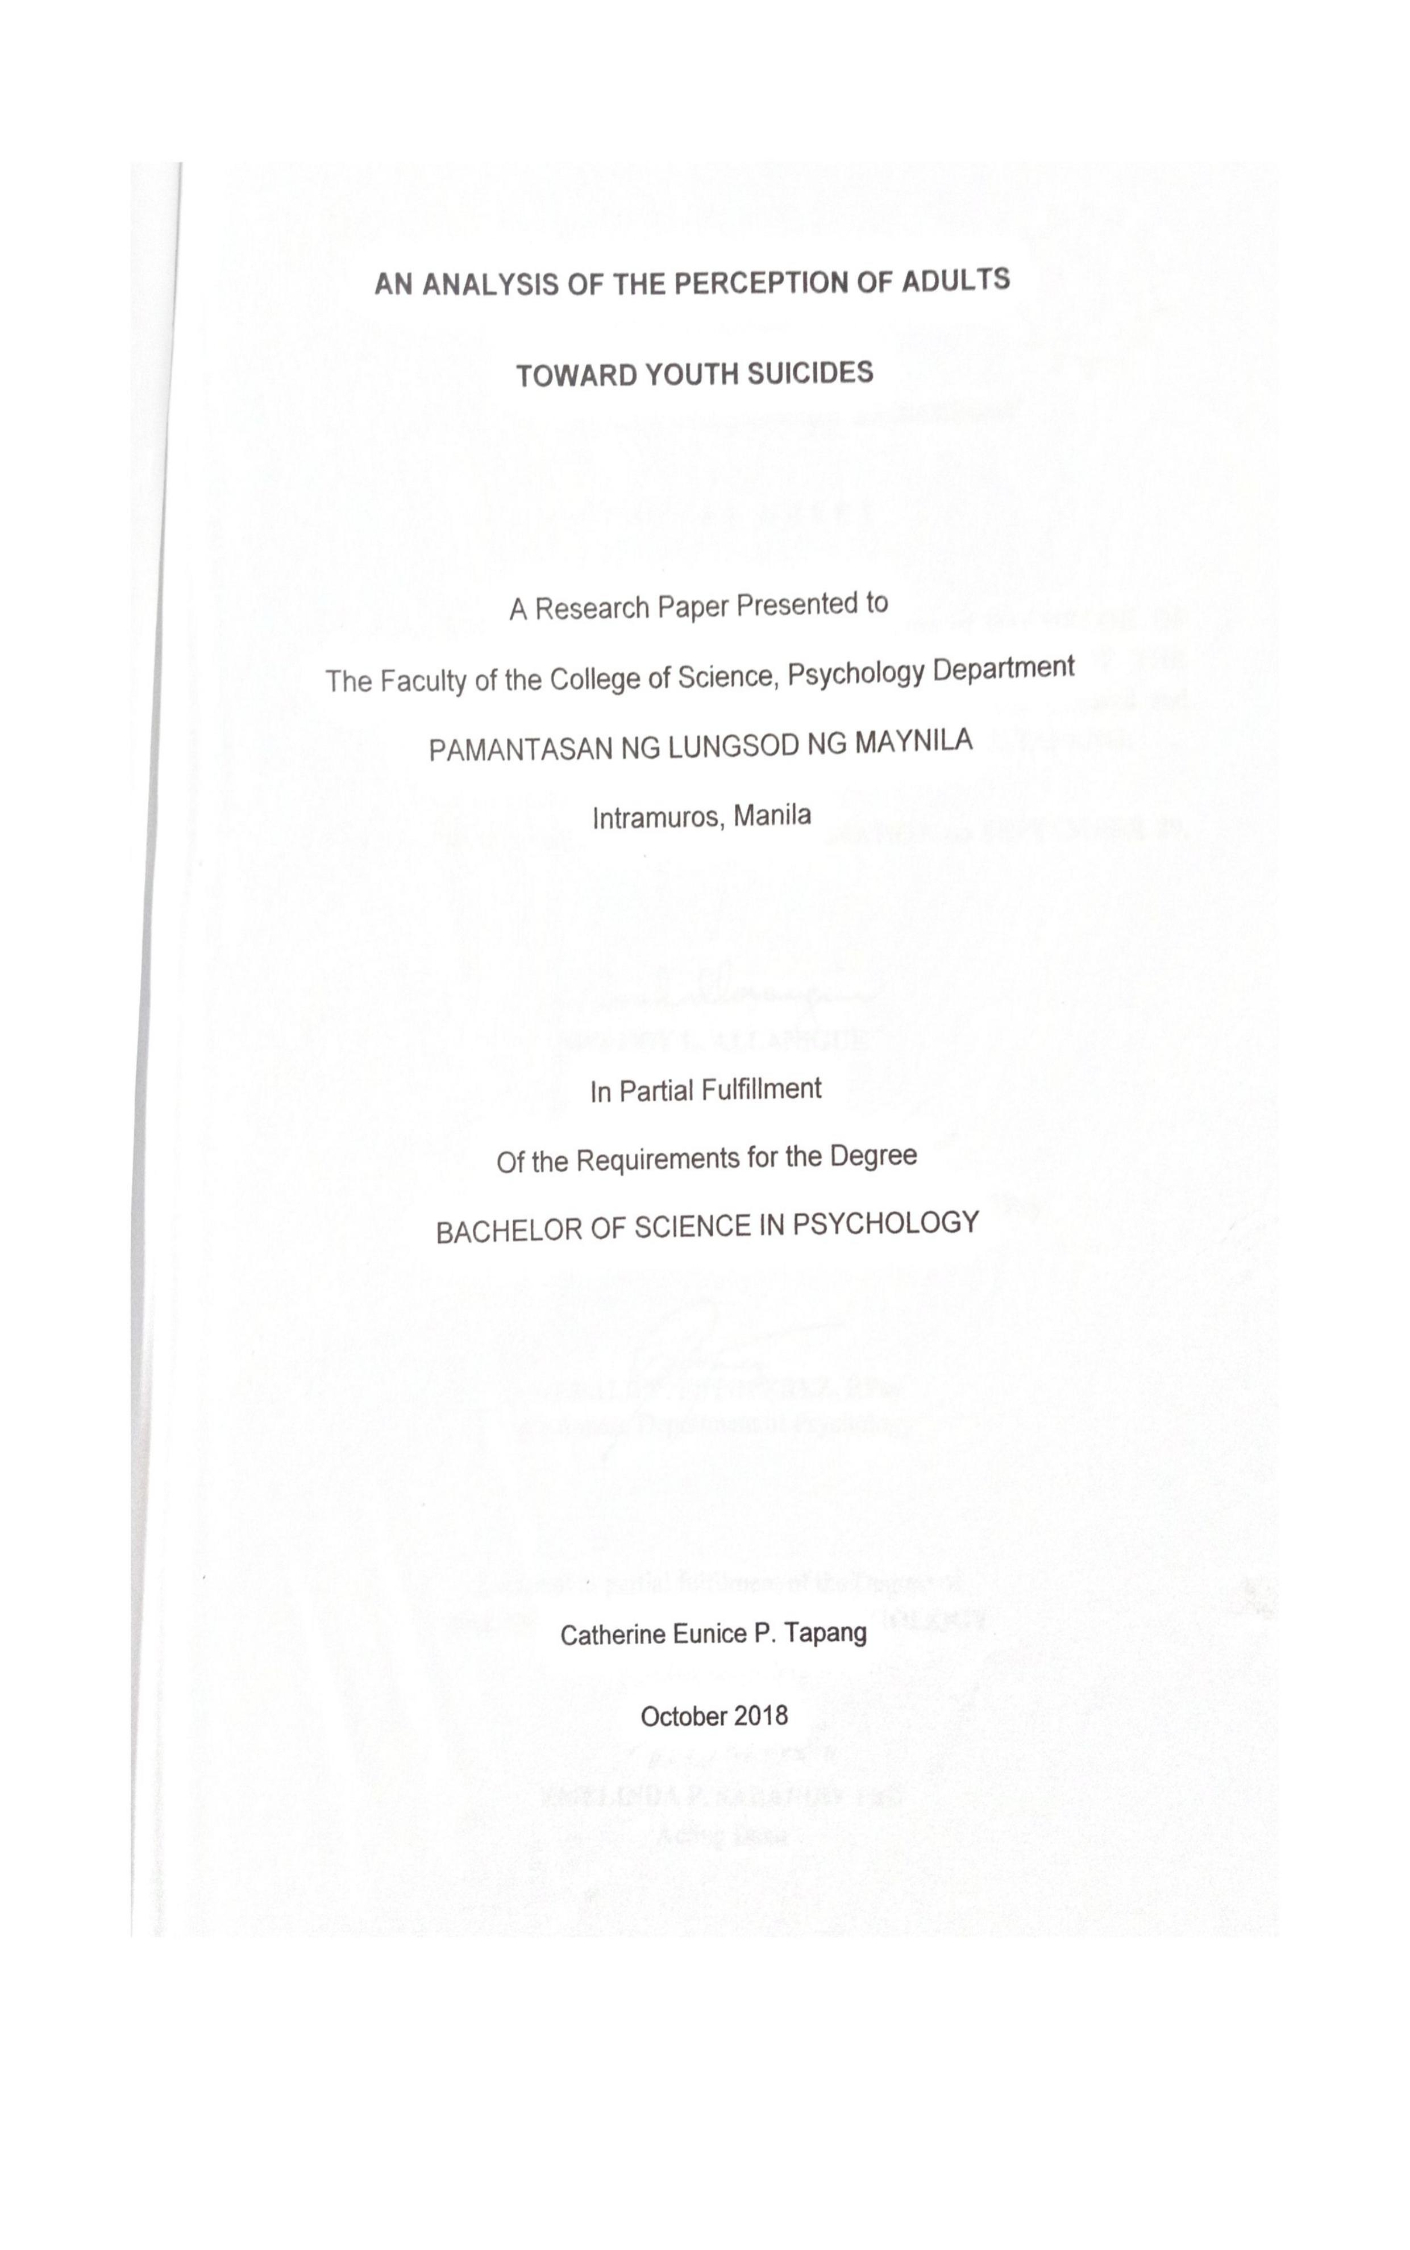 AN ANALYSIS OF THE PERCEPTION OF ADULTS
TOWARD YOUTH SUICIDES
A Research Paper Presented to
The Faculty of the College of Science, Psychology Department
PAMANTASAN NG LUNGSOD NG MAYNILA
Intramuros, Manila
In Partial Fulfillment
Of the Requirements for the Degree
BACHELOR OF SCIENCE IN PSYCHOLOGY
Catherine Eunice P. Tapang
October 2018
Acting Dean